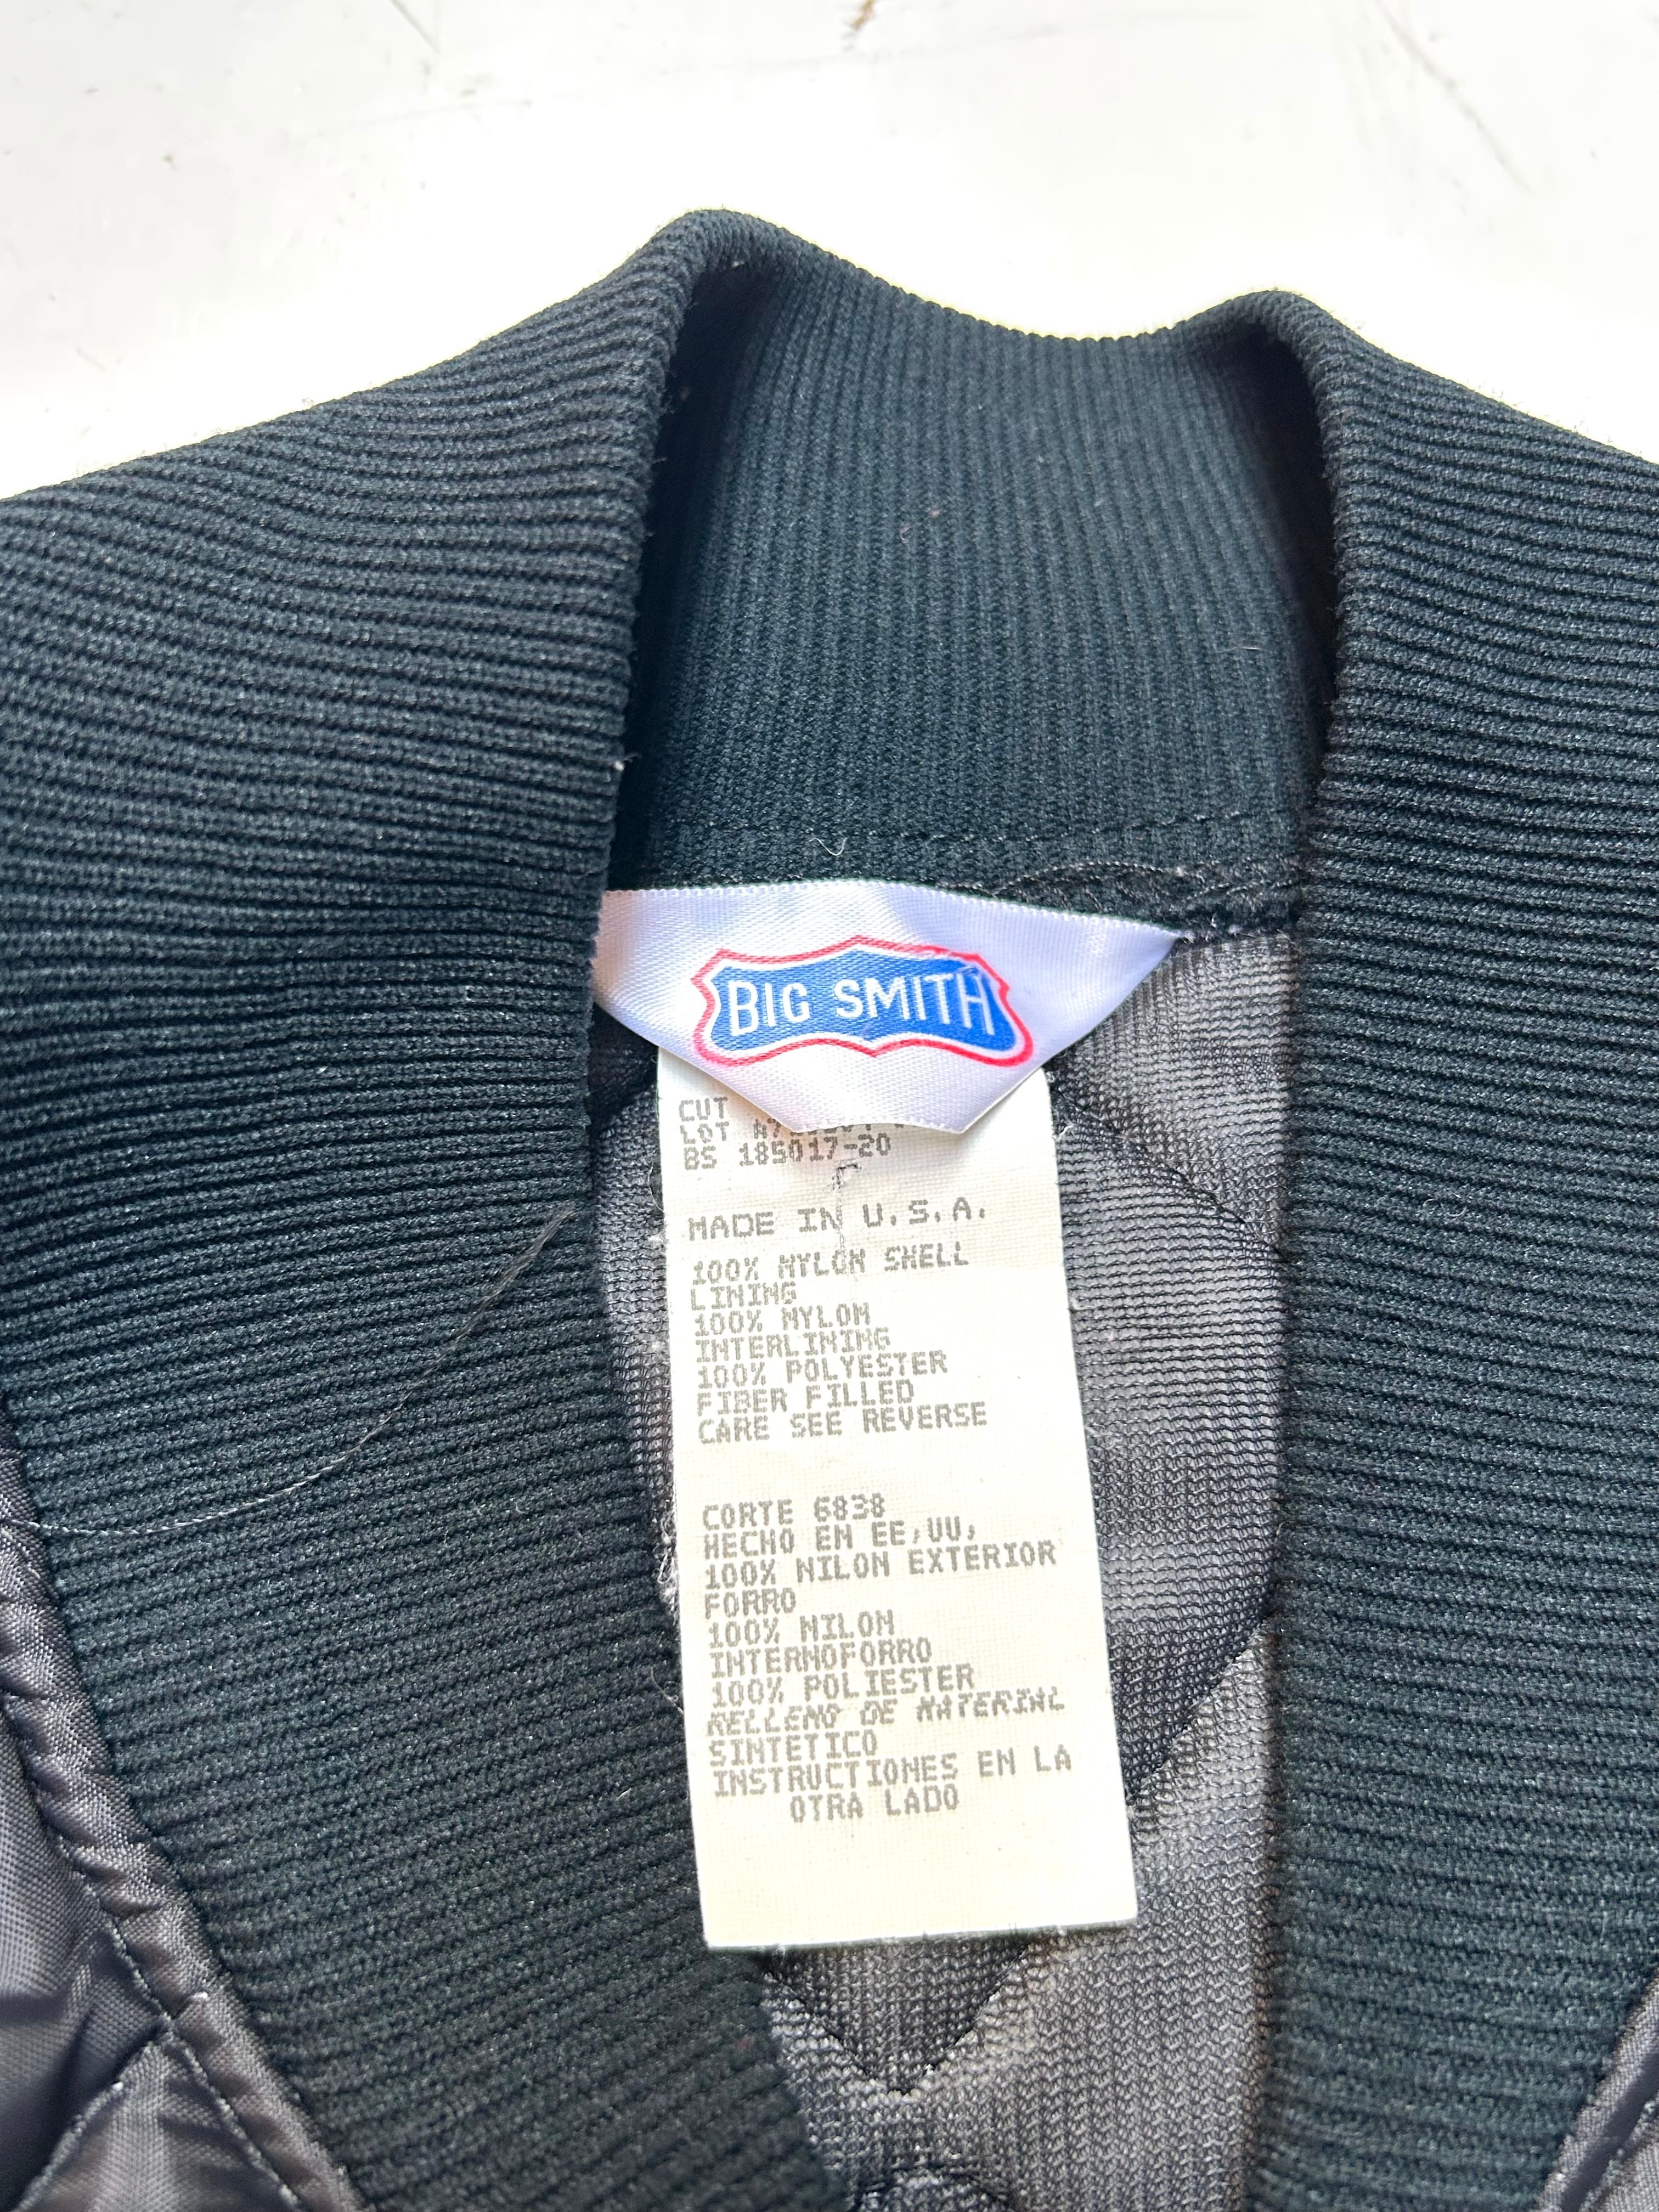 BIG SMITH
CUT
LOT
BS 185017-20
MADE IN U.S.A.
100% NYLON SHELL
LINING
100% NYLON
INTERLINING
100% POLYESTER
FIBER FILLED
CARE SEE REVERSE
CORTE 6838
HECHO EN EE,UU,
100% NILON EXTERIOR
FORRO
100% NILON
INTERNOFORRO
100% POLIESTER
RELLENO DE MATERIAL
SINTETICO
INSTRUCTIONES EN LA
OTRA LADO